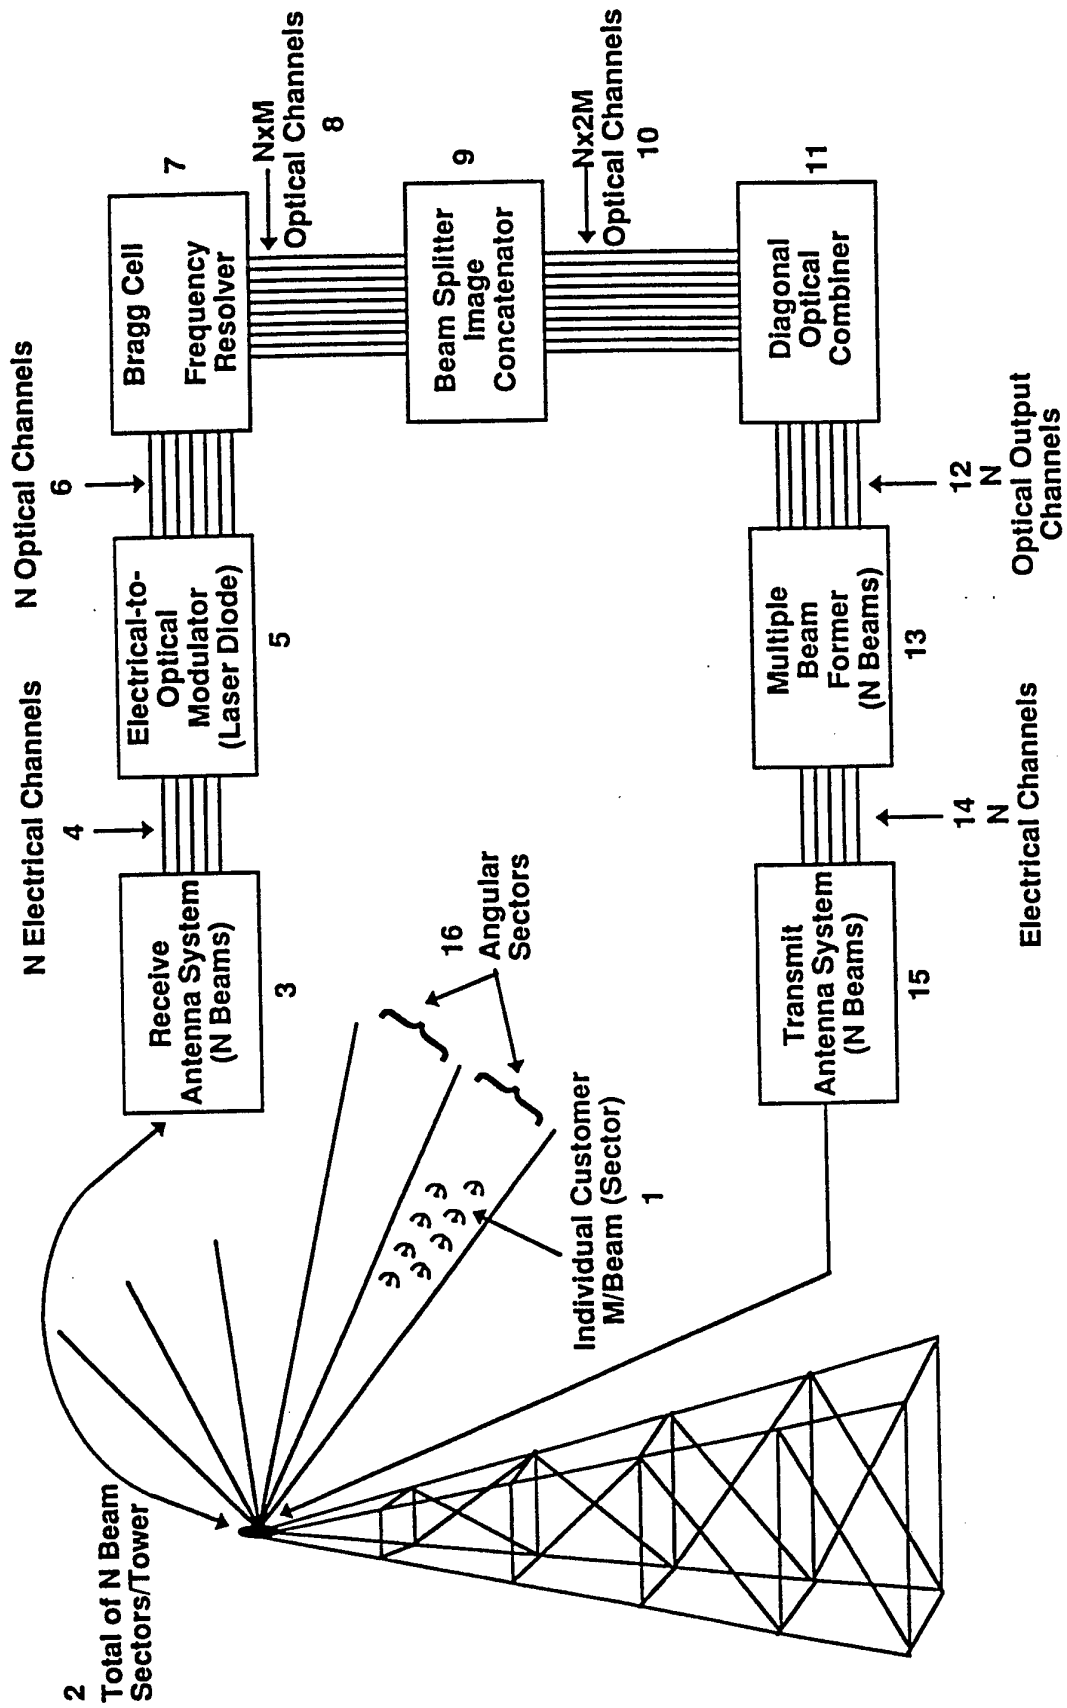 2
Total of N Beam
Sectors/Tower
N Electrical Channels
4
N Optical Channels
6
Receive
Antenna System
(N Beams)
3
Electrical-to-
Optical
Modulator
(Laser Diode)
5
Bragg Cell
Frequency
Resolver
7
NxM
Optical Channels
8
Beam Splitter
Image
Concatenator
9
Nx2M
Optical Channels
10
Diagonal
Optical
Combiner
11
12
N
Optical Output
Channels
Multiple
Beam
Former
(N Beams)
13
14
N
Electrical Channels
Transmit
Antenna System
(N Beams)
15
16
Angular
Sectors
Individual Customer
M/Beam (Sector)
1